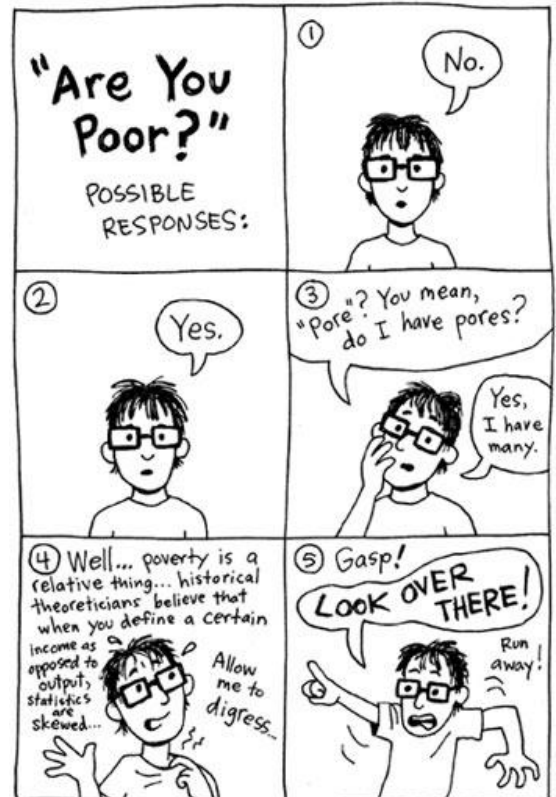 "Are You
Poor?"
POSSIBLE
RESPONSES:
①
No.
②
Yes.
③
"Pore"? You mean,
do I have pores?
Yes,
I have
many.
④ Well... poverty is a
relative thing... historical
theoreticians believe that
when you define a certain
income as
opposed to
output,
statistics
are
skewed...
Allow
me to
digress...
⑤ Gasp!
LOOK OVER
THERE!
Run
away!